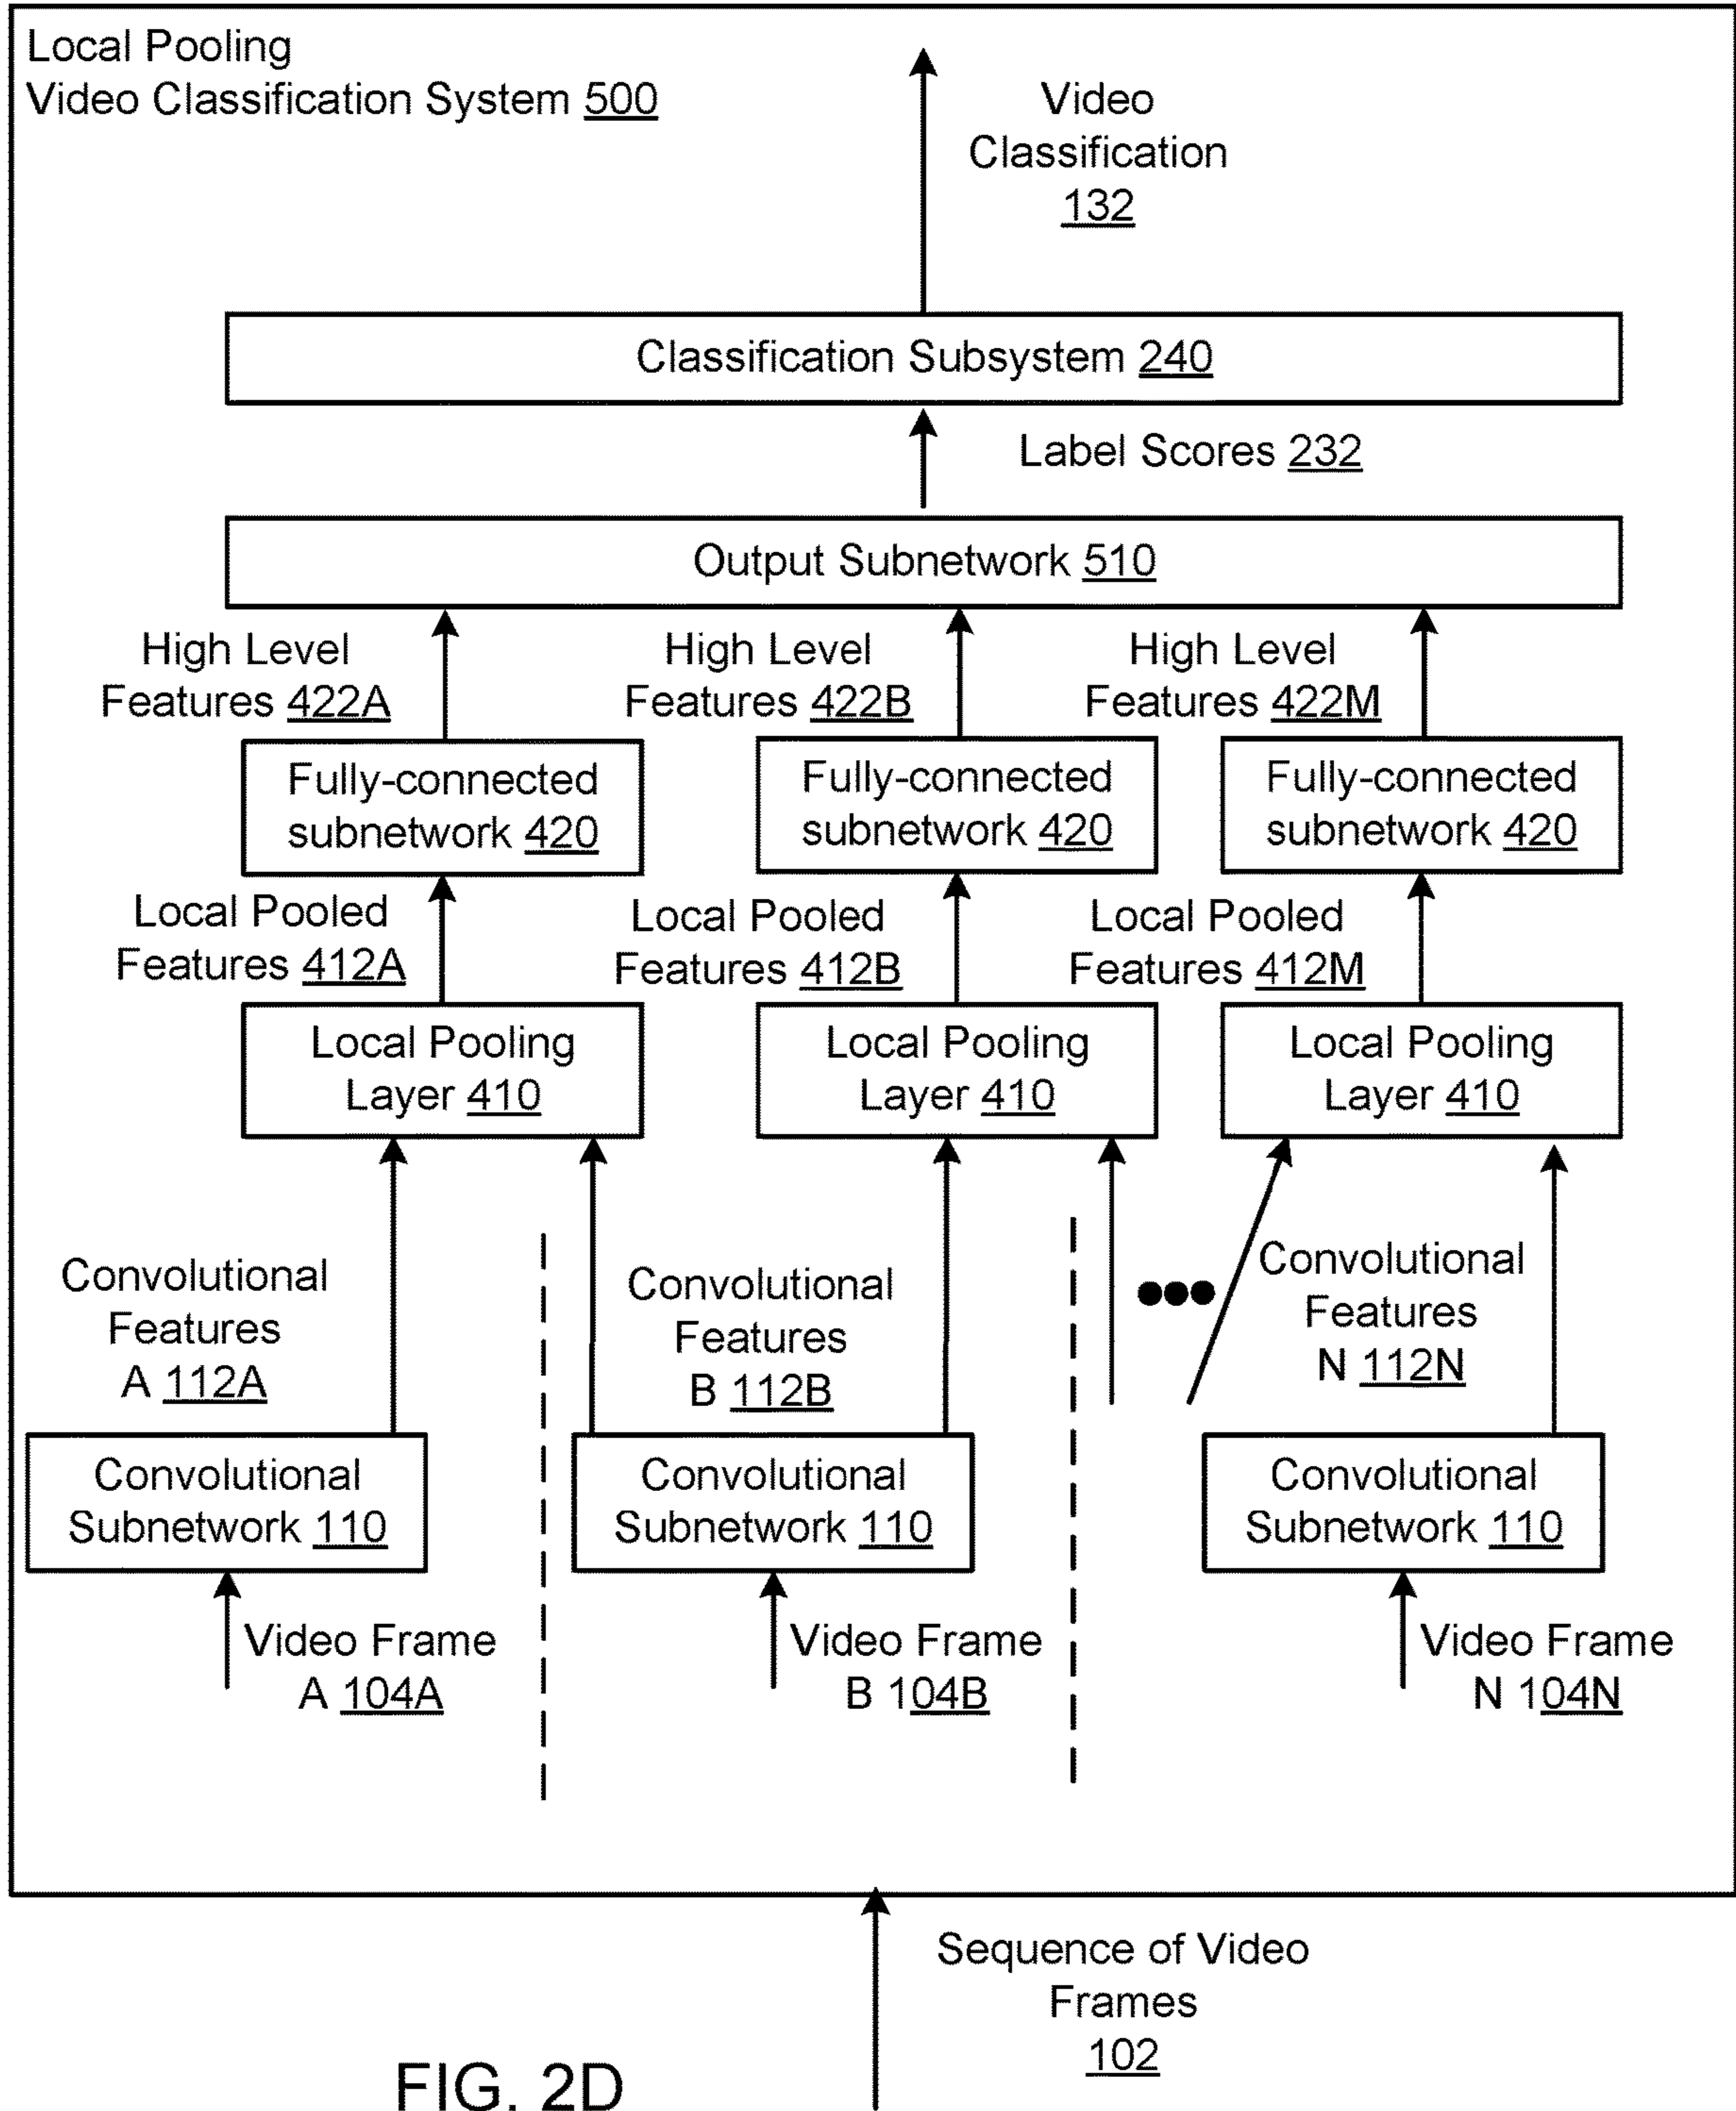 Local Pooling
Video Classification System 500
Video
Classification
132
Classification Subsystem 240
Label Scores 232
Output Subnetwork 510
High Level
Features 422A
High Level
Features 422B
High Level
Features 422M
Fully-connected
subnetwork 420
Fully-connected
subnetwork 420
Fully-connected
subnetwork 420
Local Pooled
Features 412A
Local Pooled
Features 412B
Local Pooled
Features 412M
Local Pooling
Layer 410
Local Pooling
Layer 410
Local Pooling
Layer 410
Convolutional
Features
A 112A
Convolutional
Features
B 112B
Convolutional
Features
N 112N
Convolutional
Subnetwork 110
Convolutional
Subnetwork 110
Convolutional
Subnetwork 110
Video Frame
A 104A
Video Frame
B 104B
Video Frame
N 104N
Sequence of Video
Frames
102
FIG. 2D